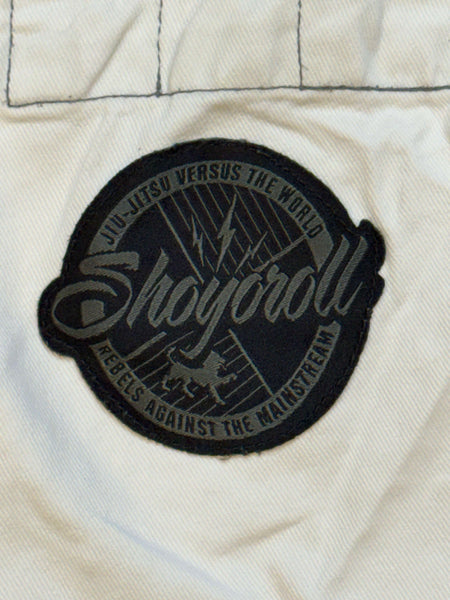 JIU-JITSU VERSUS THE WORLD
Shoyoroll
REBELS AGAINST THE MAINSTREAM